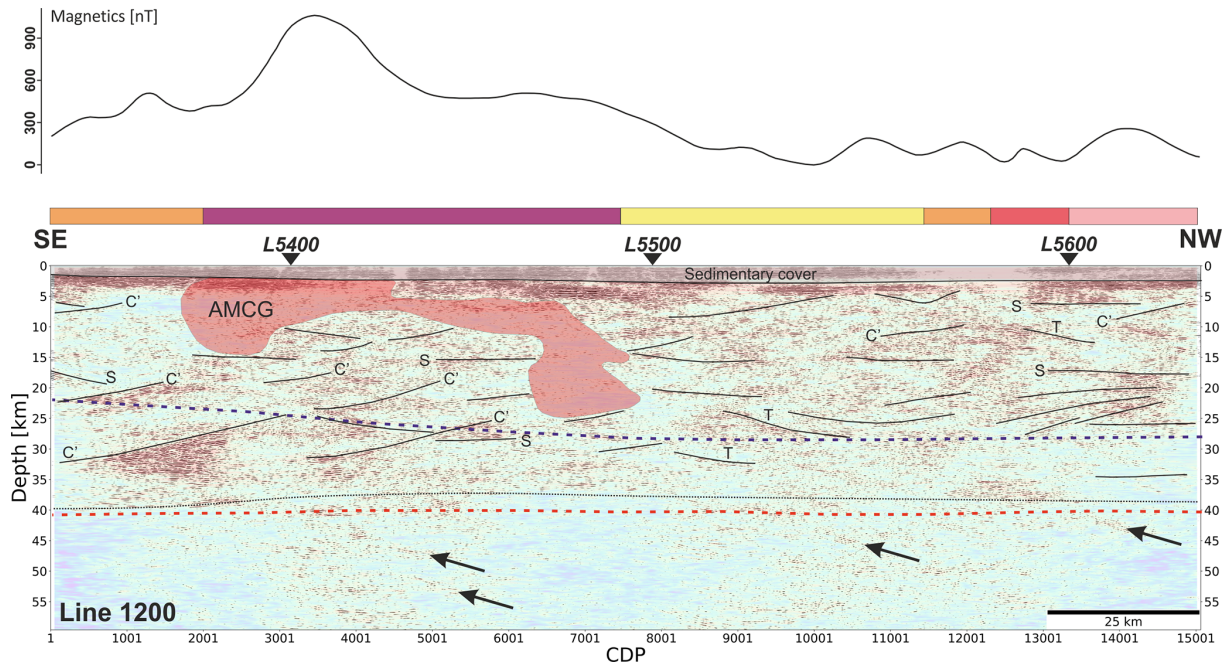 Magnetics [nT]
900
600
300
0
SE
L5400
L5500
L5600
NW
Sedimentary cover
AMCG
C'
S
C'
C'
S
C'
C'
S
C'
T
T
C'
S
T
C'
S
Depth [km]
0
5
10
15
20
25
30
35
40
45
50
55
0
5
10
15
20
25
30
35
40
45
50
55
Line 1200
25 km
1 1001 2001 3001 4001 5001 6001 7001 8001 9001 10001 11001 12001 13001 14001 15001
CDP